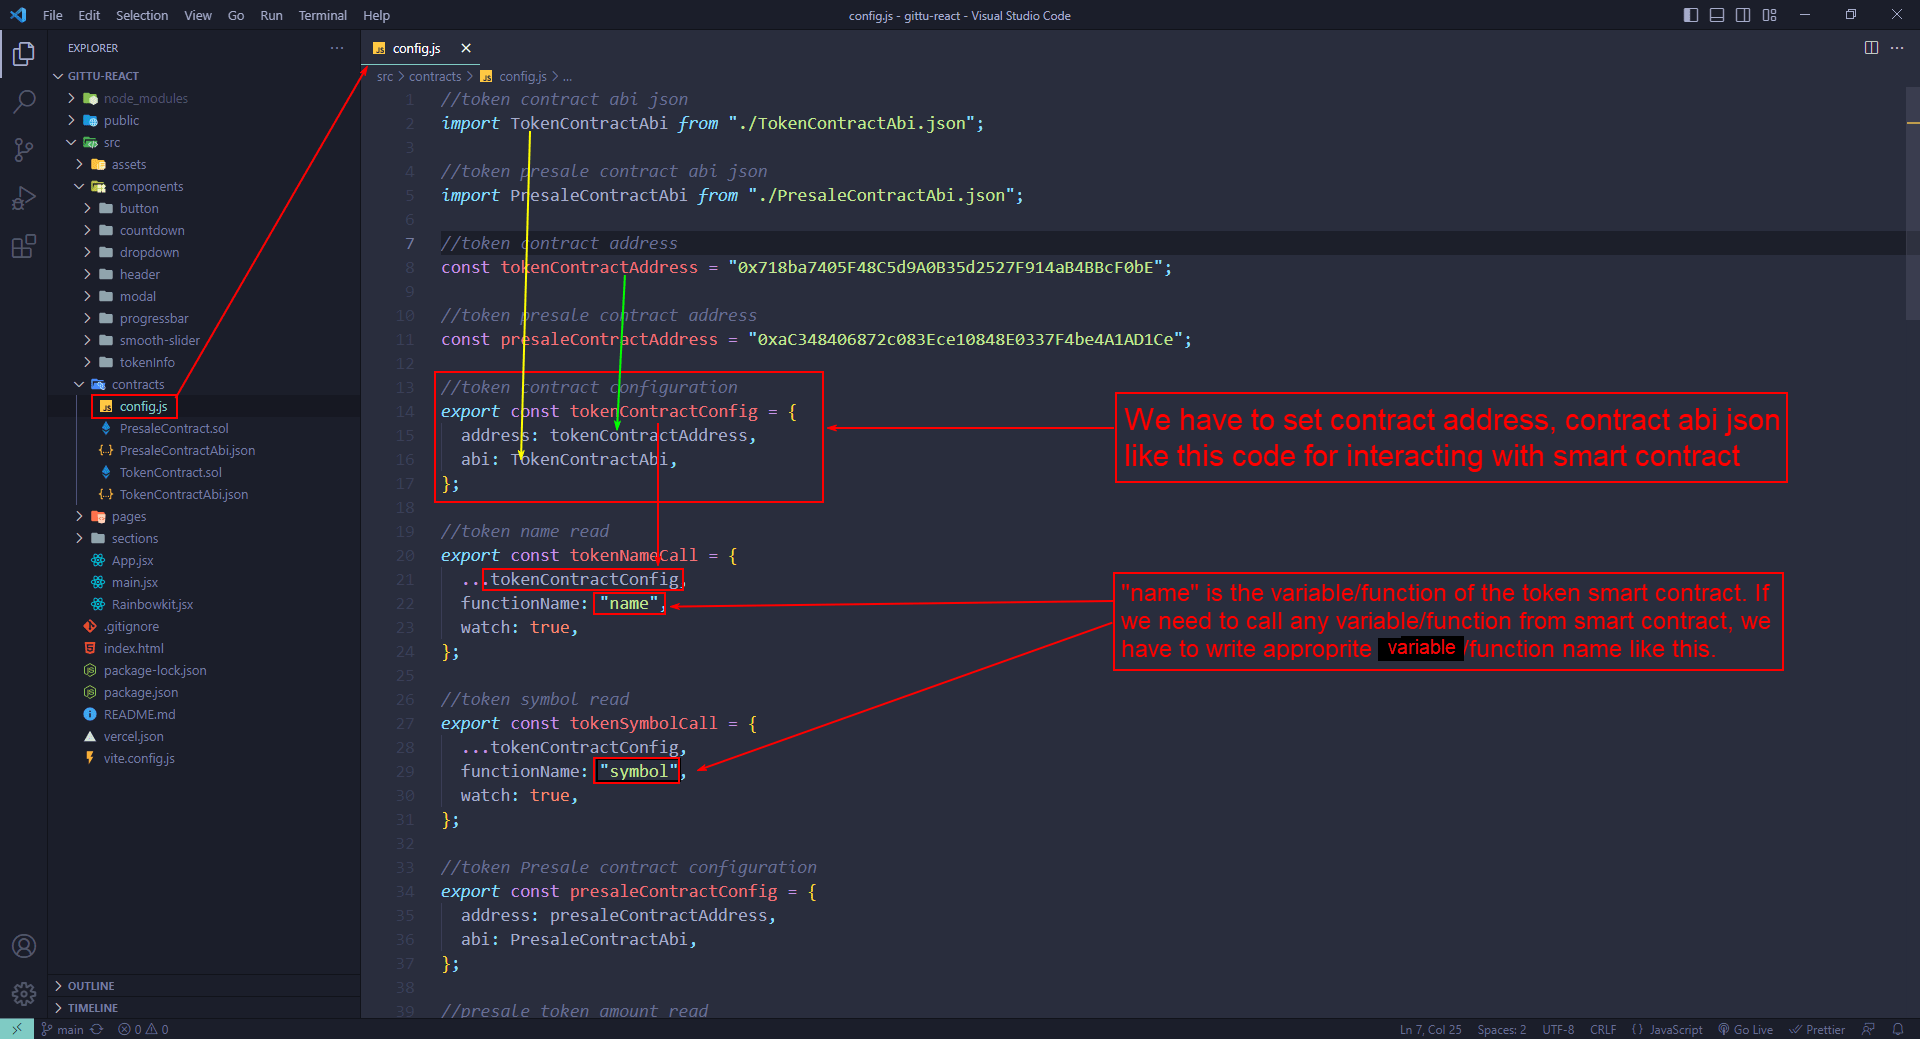 File Edit Selection View Go Run Terminal Help
config.js - gittu-react - Visual Studio Code
EXPLORER
GITTU-REACT
node_modules
public
src
assets
components
button
countdown
dropdown
header
modal
progressbar
smooth-slider
tokenInfo
contracts
config.js
PresaleContract.sol
PresaleContractAbi.json
TokenContract.sol
TokenContractAbi.json
pages
sections
App.jsx
main.jsx
Rainbowkit.jsx
.gitignore
index.html
package-lock.json
package.json
README.md
vercel.json
vite.config.js
OUTLINE
TIMELINE
config.js
src > contracts > config.js > ...
1 //token contract abi json
2 import TokenContractAbi from "./TokenContractAbi.json";
3
4 //token presale contract abi json
5 import PresaleContractAbi from "./PresaleContractAbi.json";
6
7 //token contract address
8 const tokenContractAddress = "0x718ba7405F48C5d9A0B35d2527F914aB4BBcF0bE";
9
10 //token presale contract address
11 const presaleContractAddress = "0xaC348406872c083Ece10848E0337F4be4A1AD1Ce";
12
13 //token contract configuration
14 export const tokenContractConfig = {
15 address: tokenContractAddress,
16 abi: TokenContractAbi,
17 };
18
19 //token name read
20 export const tokenNameCall = {
21 ...tokenContractConfig,
22 functionName: "name",
23 watch: true,
24 };
25
26 //token symbol read
27 export const tokenSymbolCall = {
28 ...tokenContractConfig,
29 functionName: "symbol",
30 watch: true,
31 };
32
33 //token Presale contract configuration
34 export const presaleContractConfig = {
35 address: presaleContractAddress,
36 abi: PresaleContractAbi,
37 };
38
39 //presale token amount read
We have to set contract address, contract abi json
like this code for interacting with smart contract
"name" is the variable/function of the token smart contract. If
we need to call any variable/function from smart contract, we
have to write approprite variable/function name like this.
main 0 0
Ln 7, Col 25 Spaces: 2 UTF-8 CRLF {} JavaScript Go Live Prettier